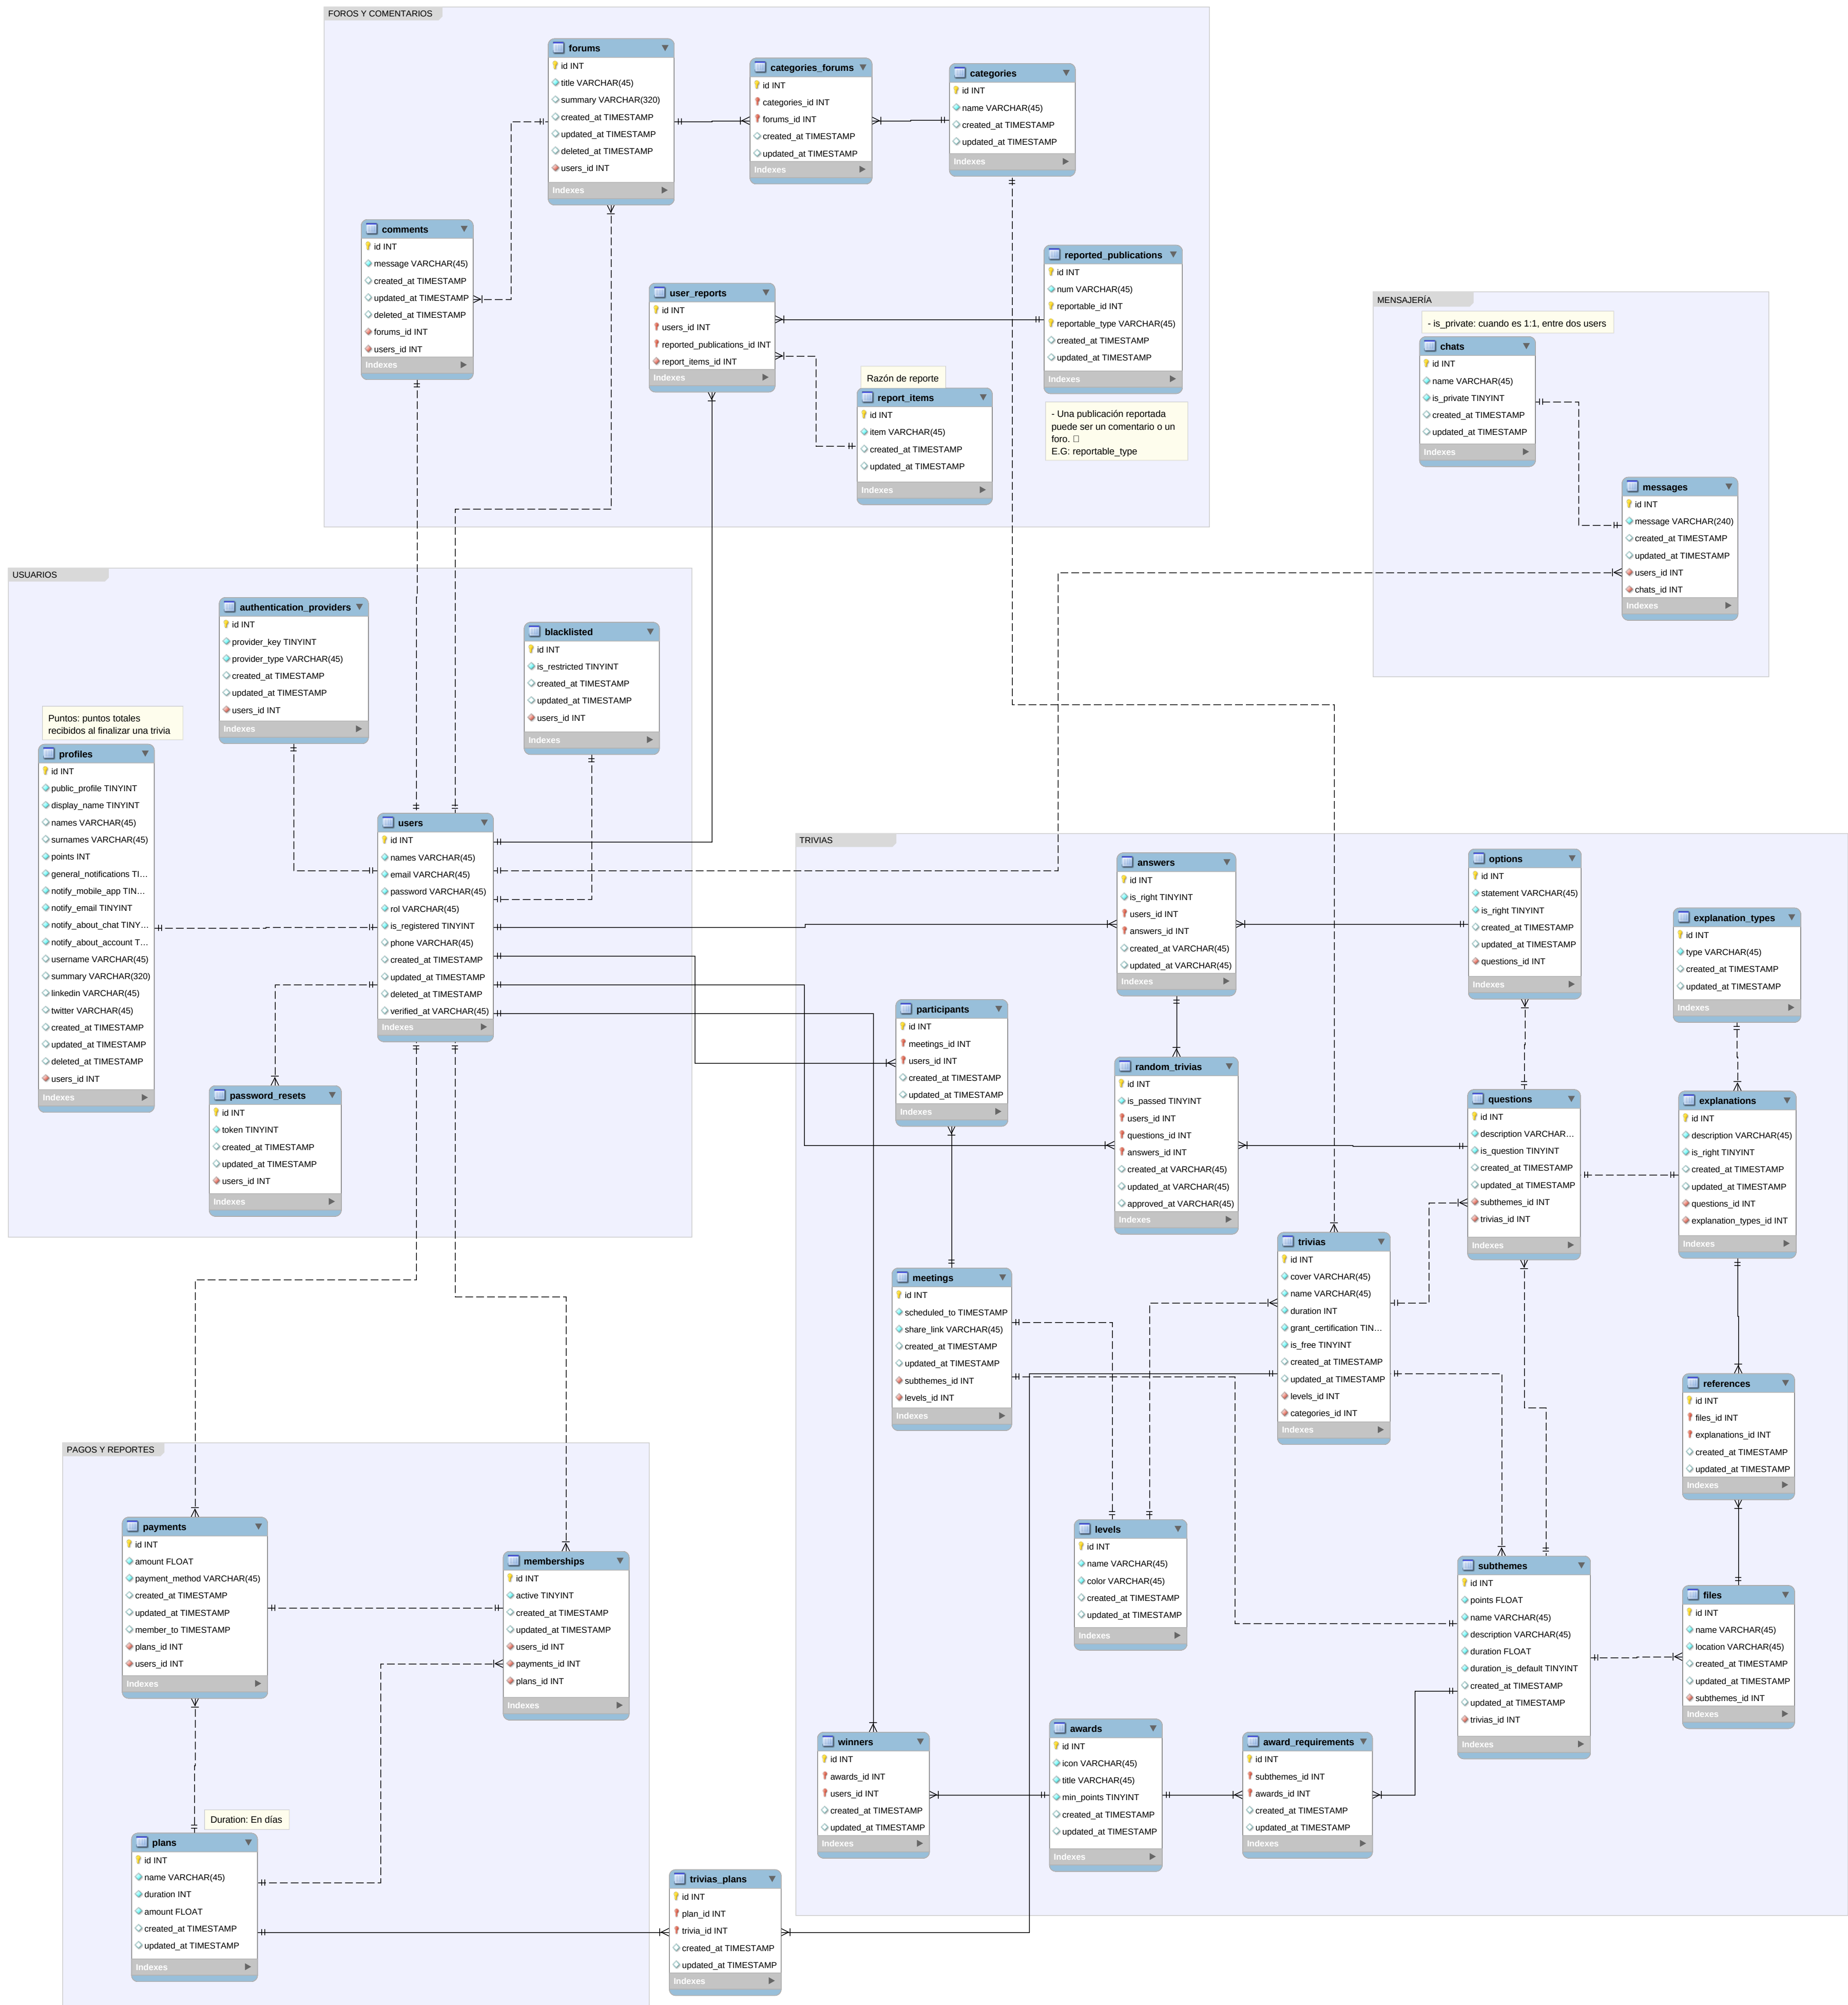 FOROS Y COMENTARIOS
forums
id INT
title VARCHAR(45)
summary VARCHAR(320)
created_at TIMESTAMP
updated_at TIMESTAMP
deleted_at TIMESTAMP
users_id INT
Indexes
categories_forums
id INT
categories_id INT
forums_id INT
created_at TIMESTAMP
updated_at TIMESTAMP
Indexes
categories
id INT
name VARCHAR(45)
created_at TIMESTAMP
updated_at TIMESTAMP
Indexes
comments
id INT
message VARCHAR(45)
created_at TIMESTAMP
updated_at TIMESTAMP
deleted_at TIMESTAMP
forums_id INT
users_id INT
Indexes
user_reports
id INT
users_id INT
reported_publications_id INT
report_items_id INT
Indexes
reported_publications
id INT
num VARCHAR(45)
reportable_id INT
reportable_type VARCHAR(45)
created_at TIMESTAMP
updated_at TIMESTAMP
Indexes
Razón de reporte
report_items
id INT
item VARCHAR(45)
created_at TIMESTAMP
updated_at TIMESTAMP
Indexes
- Una publicación reportada
puede ser un comentario o un
foro.
E.G: reportable_type
MENSAJERÍA
- is_private: cuando es 1:1, entre dos users
chats
id INT
name VARCHAR(45)
is_private TINYINT
created_at TIMESTAMP
updated_at TIMESTAMP
Indexes
messages
id INT
message VARCHAR(240)
created_at TIMESTAMP
updated_at TIMESTAMP
users_id INT
chats_id INT
Indexes
USUARIOS
authentication_providers
id INT
provider_key TINYINT
provider_type VARCHAR(45)
created_at TIMESTAMP
updated_at TIMESTAMP
users_id INT
Indexes
blacklisted
id INT
is_restricted TINYINT
created_at TIMESTAMP
updated_at TIMESTAMP
users_id INT
Indexes
Puntos: puntos totales
recibidos al finalizar una trivia
profiles
id INT
public_profile TINYINT
display_name TINYINT
names VARCHAR(45)
surnames VARCHAR(45)
points INT
general_notifications TI...
notify_mobile_app TIN...
notify_email TINYINT
notify_about_chat TINY...
notify_about_account T...
username VARCHAR(45)
summary VARCHAR(320)
linkedin VARCHAR(45)
twitter VARCHAR(45)
created_at TIMESTAMP
updated_at TIMESTAMP
deleted_at TIMESTAMP
users_id INT
Indexes
users
id INT
names VARCHAR(45)
email VARCHAR(45)
password VARCHAR(45)
rol VARCHAR(45)
is_registered TINYINT
phone VARCHAR(45)
created_at TIMESTAMP
updated_at TIMESTAMP
deleted_at TIMESTAMP
verified_at VARCHAR(45)
Indexes
password_resets
id INT
token TINYINT
created_at TIMESTAMP
updated_at TIMESTAMP
users_id INT
Indexes
TRIVIAS
answers
id INT
is_right TINYINT
users_id INT
answers_id INT
created_at VARCHAR(45)
updated_at VARCHAR(45)
Indexes
options
id INT
statement VARCHAR(45)
is_right TINYINT
created_at TIMESTAMP
updated_at TIMESTAMP
questions_id INT
Indexes
explanation_types
id INT
type VARCHAR(45)
created_at TIMESTAMP
updated_at TIMESTAMP
Indexes
participants
id INT
meetings_id INT
users_id INT
created_at TIMESTAMP
updated_at TIMESTAMP
Indexes
random_trivias
id INT
is_passed TINYINT
users_id INT
questions_id INT
answers_id INT
created_at VARCHAR(45)
updated_at VARCHAR(45)
approved_at VARCHAR(45)
Indexes
questions
id INT
description VARCHAR...
is_question TINYINT
created_at TIMESTAMP
updated_at TIMESTAMP
subthemes_id INT
trivias_id INT
Indexes
explanations
id INT
description VARCHAR(45)
is_right TINYINT
created_at TIMESTAMP
updated_at TIMESTAMP
questions_id INT
explanation_types_id INT
Indexes
meetings
id INT
scheduled_to TIMESTAMP
share_link VARCHAR(45)
created_at TIMESTAMP
updated_at TIMESTAMP
subthemes_id INT
levels_id INT
Indexes
trivias
id INT
cover VARCHAR(45)
name VARCHAR(45)
duration INT
grant_certification TIN...
is_free TINYINT
created_at TIMESTAMP
updated_at TIMESTAMP
levels_id INT
categories_id INT
Indexes
references
id INT
files_id INT
explanations_id INT
created_at TIMESTAMP
updated_at TIMESTAMP
Indexes
levels
id INT
name VARCHAR(45)
color VARCHAR(45)
created_at TIMESTAMP
updated_at TIMESTAMP
Indexes
subthemes
id INT
points FLOAT
name VARCHAR(45)
description VARCHAR(45)
duration FLOAT
duration_is_default TINYINT
created_at TIMESTAMP
updated_at TIMESTAMP
trivias_id INT
Indexes
files
id INT
name VARCHAR(45)
location VARCHAR(45)
created_at TIMESTAMP
updated_at TIMESTAMP
subthemes_id INT
Indexes
winners
id INT
awards_id INT
users_id INT
created_at TIMESTAMP
updated_at TIMESTAMP
Indexes
awards
id INT
icon VARCHAR(45)
title VARCHAR(45)
min_points TINYINT
created_at TIMESTAMP
updated_at TIMESTAMP
Indexes
award_requirements
id INT
subthemes_id INT
awards_id INT
created_at TIMESTAMP
updated_at TIMESTAMP
Indexes
PAGOS Y REPORTES
payments
id INT
amount FLOAT
payment_method VARCHAR(45)
created_at TIMESTAMP
updated_at TIMESTAMP
member_to TIMESTAMP
plans_id INT
users_id INT
Indexes
memberships
id INT
active TINYINT
created_at TIMESTAMP
updated_at TIMESTAMP
users_id INT
payments_id INT
plans_id INT
Indexes
Duration: En días
plans
id INT
name VARCHAR(45)
duration INT
amount FLOAT
created_at TIMESTAMP
updated_at TIMESTAMP
Indexes
trivias_plans
id INT
plan_id INT
trivia_id INT
created_at TIMESTAMP
updated_at TIMESTAMP
Indexes